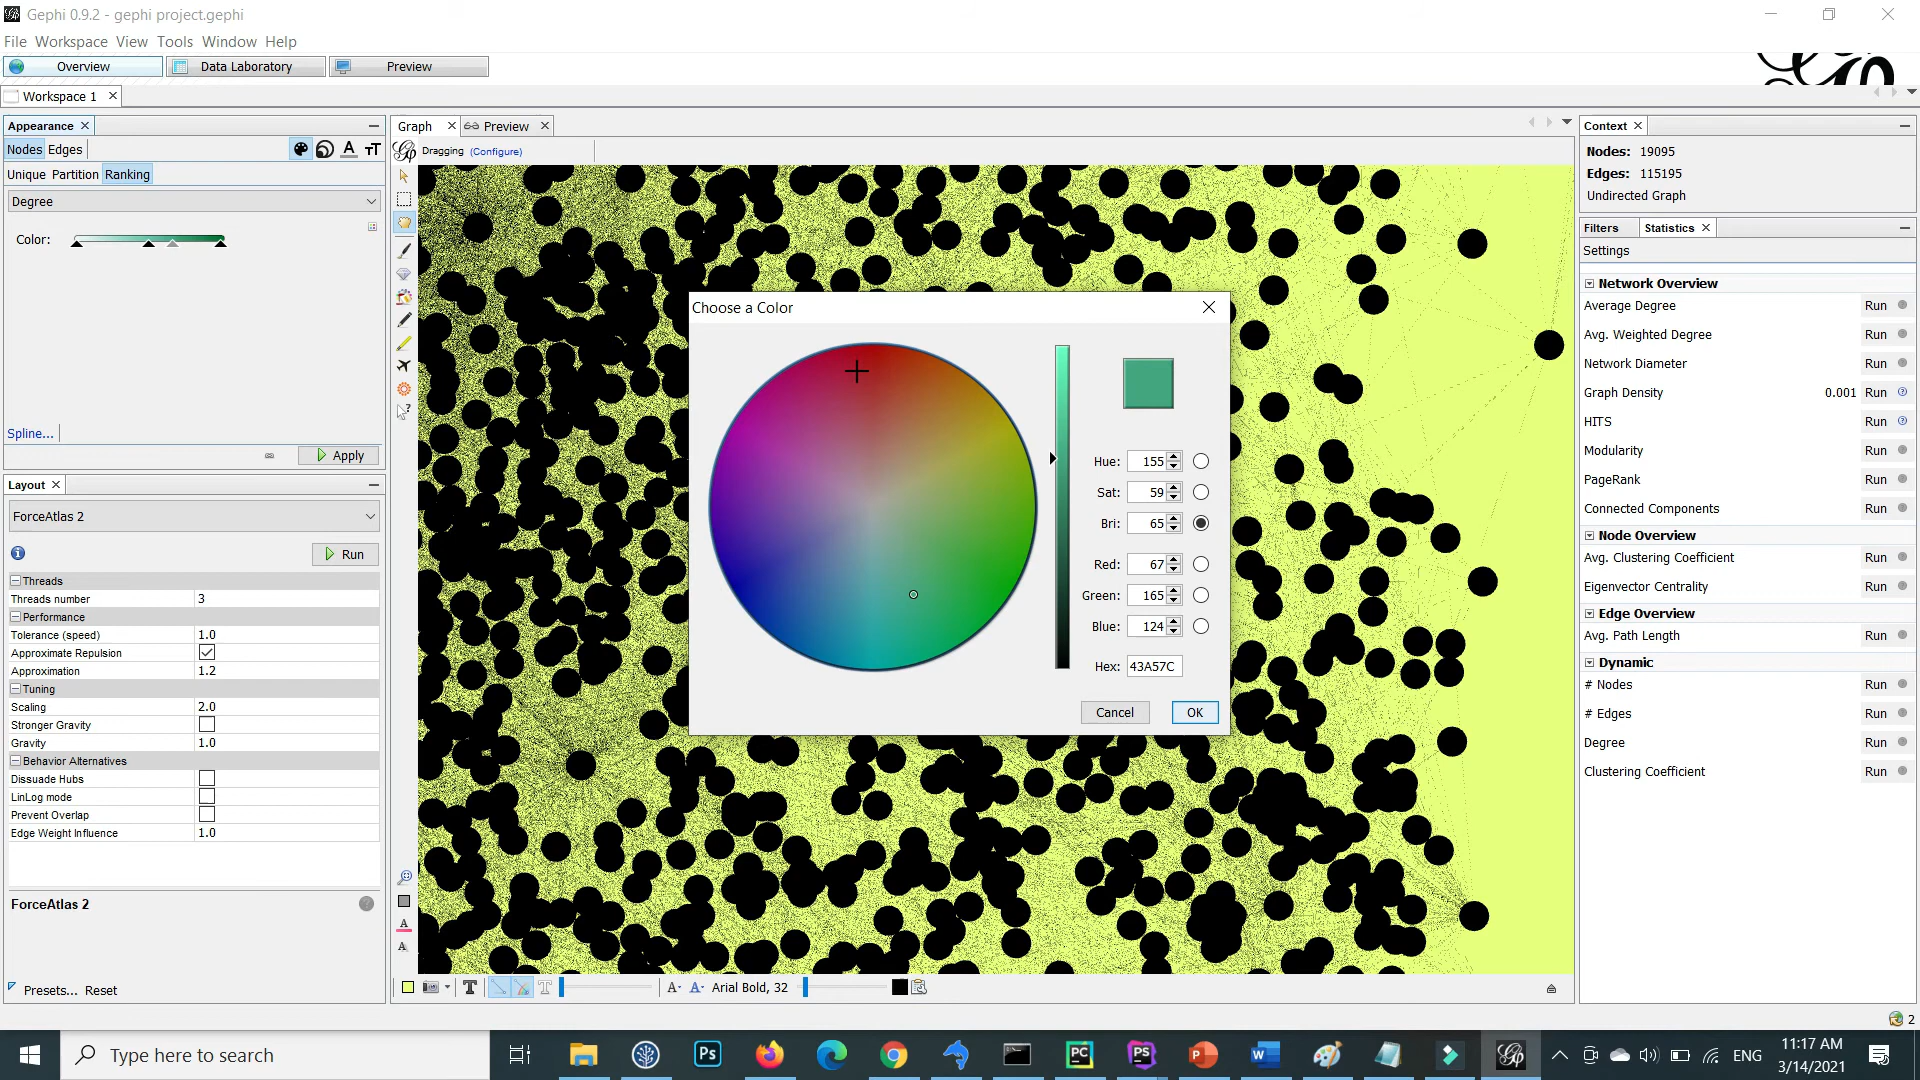 Gephi 0.9.2 - gephi project.gephi
File Workspace View Tools Window Help
Overview Data Laboratory Preview
Workspace 1
Appearance
Nodes Edges
Unique Partition Ranking
Degree
Color:
Spline...
Apply
Layout
ForceAtlas 2
Run
Threads
Threads number 3
Performance
Tolerance (speed) 1.0
Approximate Repulsion
Approximation 1.2
Tuning
Scaling 2.0
Stronger Gravity
Gravity 1.0
Behavior Alternatives
Dissuade Hubs
LinLog mode
Prevent Overlap
Edge Weight Influence 1.0
ForceAtlas 2
Presets... Reset
Graph Preview
Dragging (Configure)
Choose a Color
Hue: 155
Sat: 59
Bri: 65
Red: 67
Green: 165
Blue: 124
Hex: 43A57C
Cancel OK
Arial Bold, 32
Context
Nodes: 19095
Edges: 115195
Undirected Graph
Filters Statistics
Settings
Network Overview
Average Degree Run
Avg. Weighted Degree Run
Network Diameter Run
Graph Density 0.001 Run
HITS Run
Modularity Run
PageRank Run
Connected Components Run
Node Overview
Avg. Clustering Coefficient Run
Eigenvector Centrality Run
Edge Overview
Avg. Path Length Run
Dynamic
# Nodes Run
# Edges Run
Degree Run
Clustering Coefficient Run
2
Type here to search
Ps
PC
PS
ENG
11:17 AM
3/14/2021